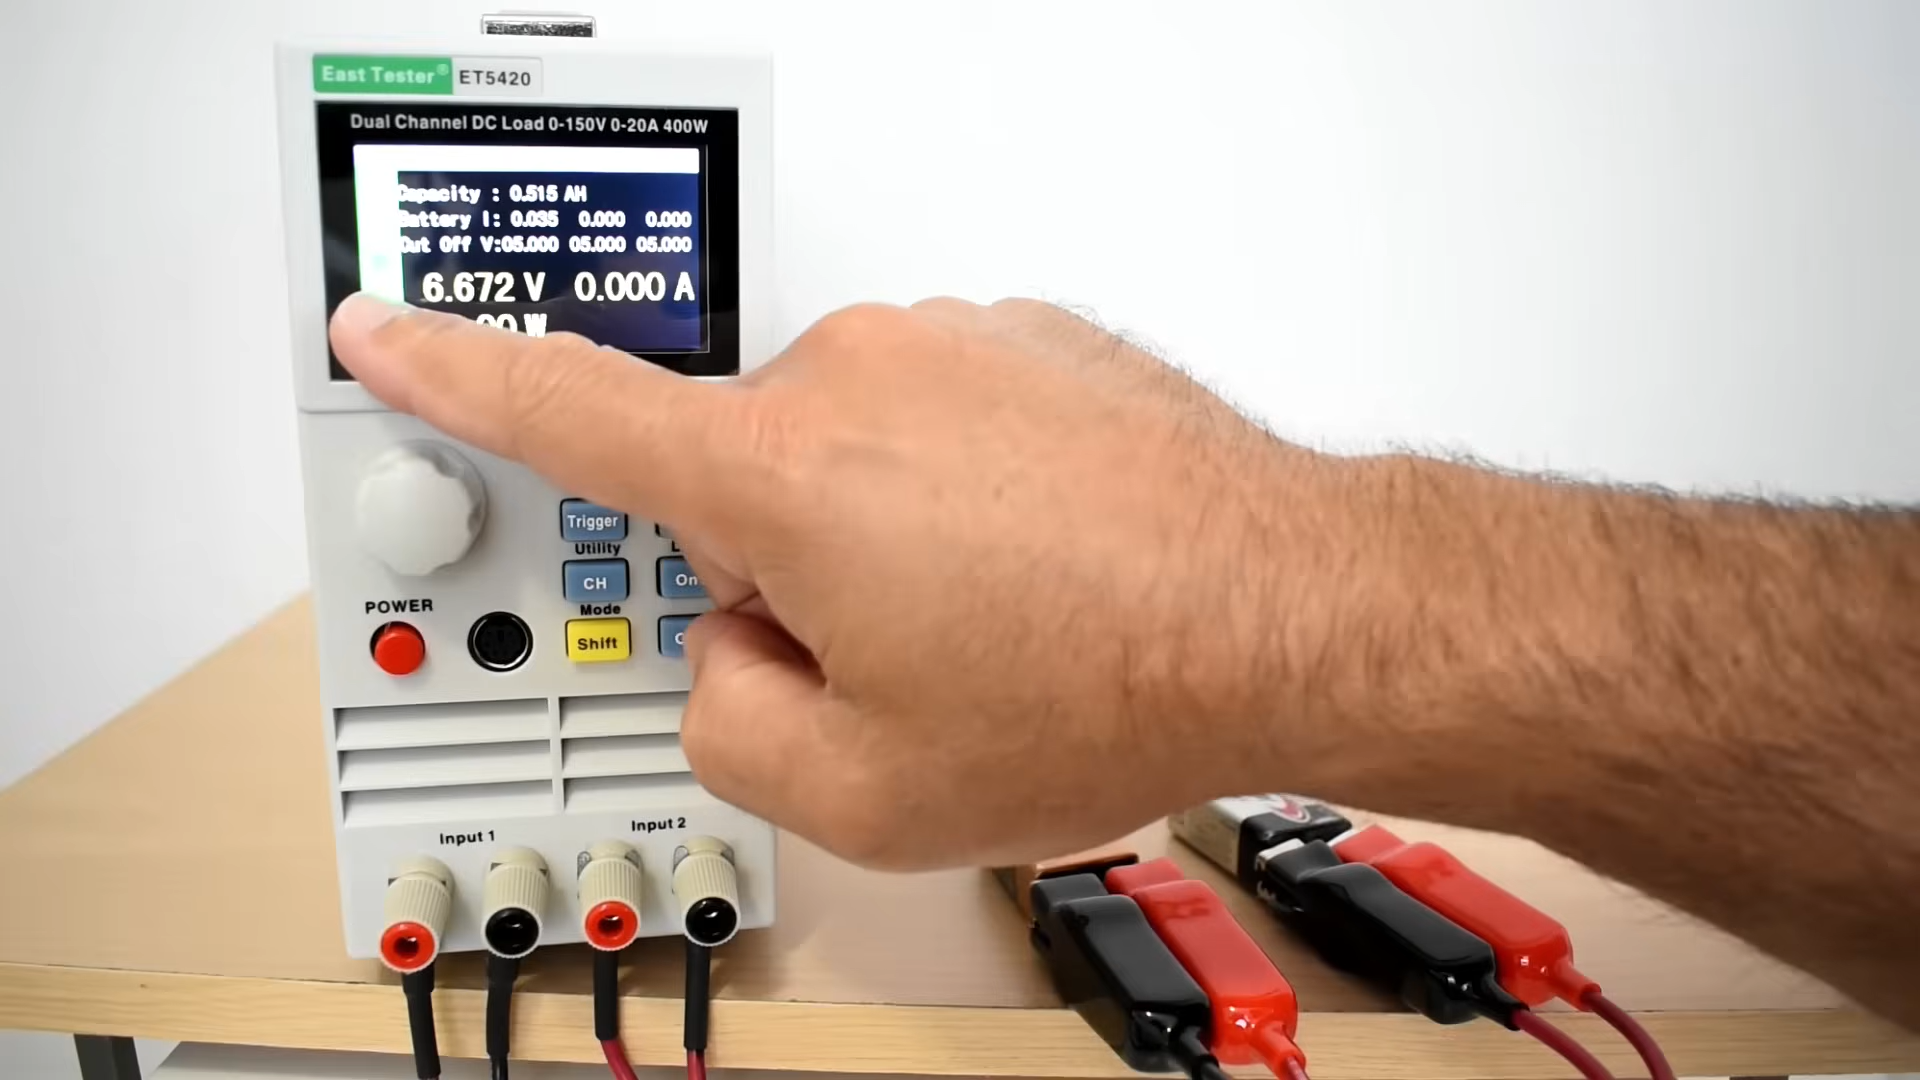 East Tester® ET5420
Dual Channel DC Load 0-150V 0-20A 400W
Capacity : 0.515 AH
Battery I: 0.035 0.000 0.000
Cut Off V:05.000 05.000 05.000
6.672 V 0.000 A
00 W
Trigger
Utility
CH
On
Mode
Shift
POWER
Input 1
Input 2